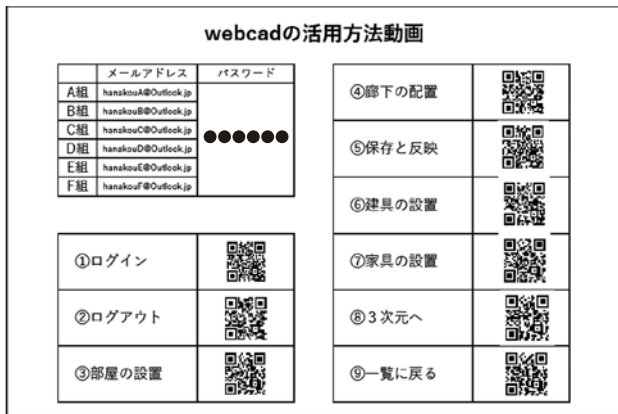 webcadの活用方法動画
メールアドレス パスワード
A組 hanakouA@Outlook.jp
B組 hanakouB@Outlook.jp
C組 hanakouC@Outlook.jp
D組 hanakouD@Outlook.jp
E組 hanakouE@Outlook.jp
F組 hanakouF@Outlook.jp
●●●●●●
①ログイン
②ログアウト
③部屋の設置
④廊下の配置
⑤保存と反映
⑥建具の設置
⑦家具の設置
⑧3次元へ
⑨一覧に戻る